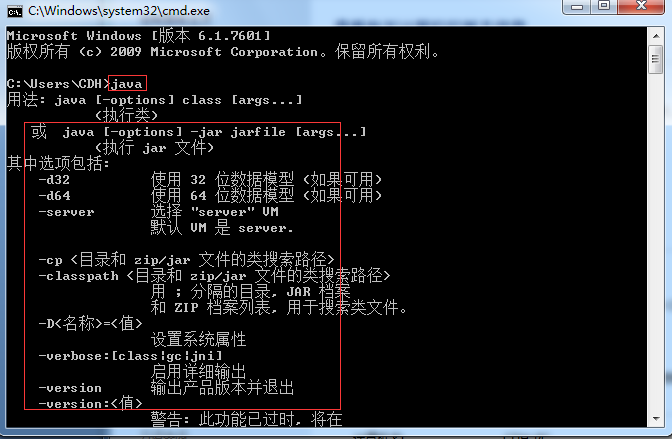 C:\Windows\system32\cmd.exe
Microsoft Windows [版本 6.1.7601]
版权所有 (c) 2009 Microsoft Corporation。保留所有权利。
C:\Users\CDH>java
用法: java [-options] class [args...]
(执行类)
或 java [-options] -jar jarfile [args...]
(执行 jar 文件)
其中选项包括:
-d32 使用 32 位数据模型 (如果可用)
-d64 使用 64 位数据模型 (如果可用)
-server 选择 "server" VM
默认 VM 是 server.
-cp <目录和 zip/jar 文件的类搜索路径>
-classpath <目录和 zip/jar 文件的类搜索路径>
用 ; 分隔的目录, JAR 档案
和 ZIP 档案列表, 用于搜索类文件。
-D<名称>=<值>
设置系统属性
-verbose:[class|gc|jni]
启用详细输出
-version 输出产品版本并退出
-version:<值>
警告: 此功能已过时, 将在